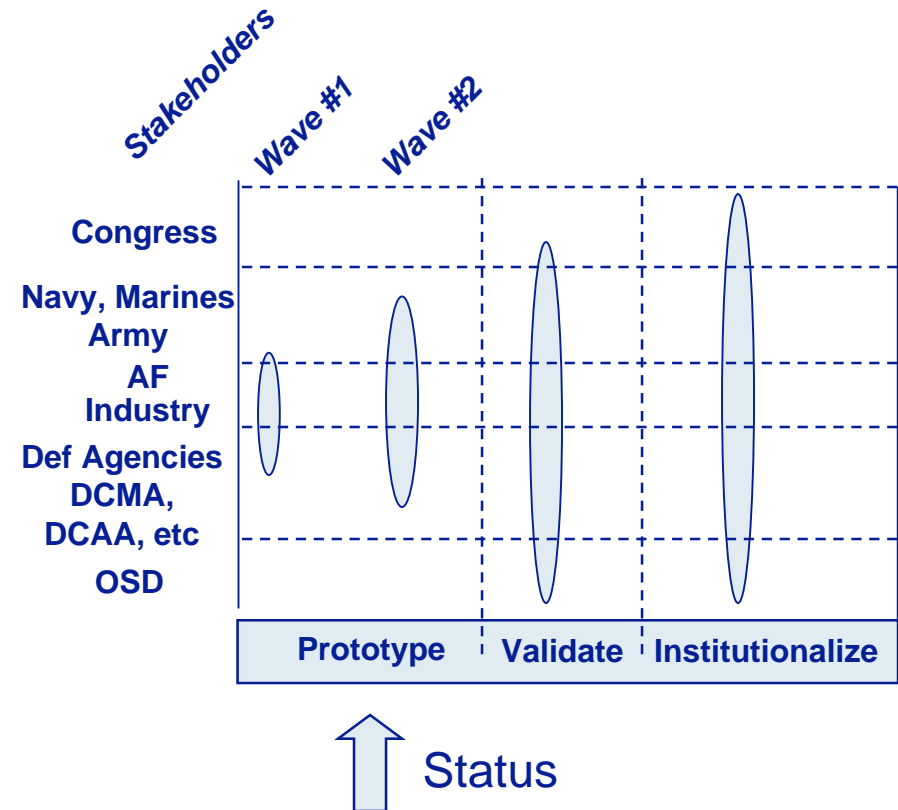 Stakeholders
Wave #1
Wave #2
Congress
Navy, Marines
Army
AF
Industry
Def Agencies
DCMA,
DCAA, etc
OSD
Prototype
Validate
Institutionalize
Status